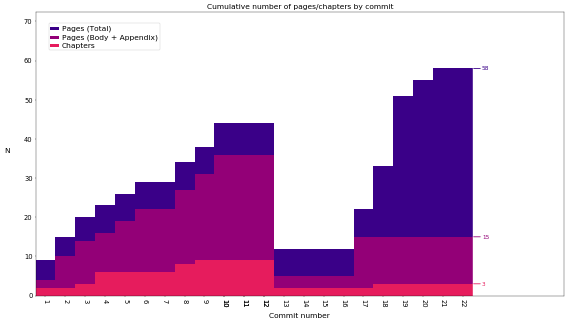 Cumulative number of pages/chapters by commit
70
60
50
40
30
20
10
0
N
Pages (Total)
Pages (Body + Appendix)
Chapters
58
15
3
1 2 3 4 5 6 7 8 9 10 11 12 13 14 15 16 17 18 19 20 21 22
Commit number